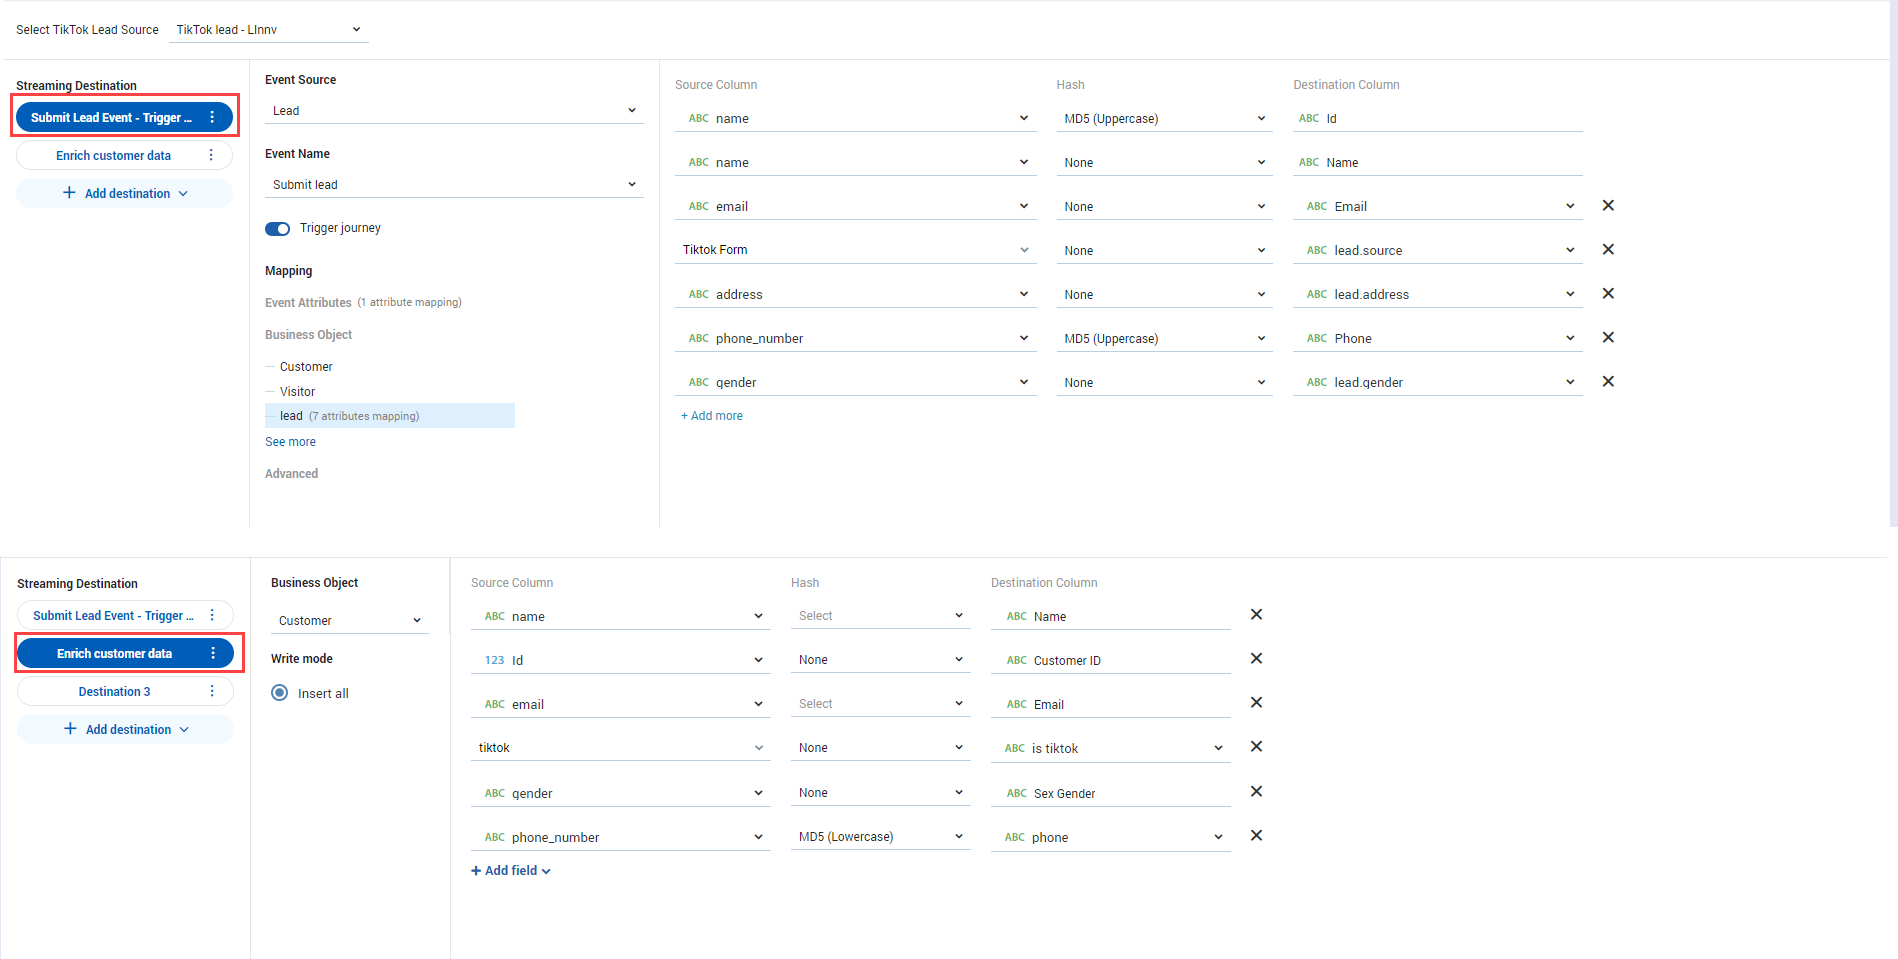 Select TikTok Lead Source TikTok lead - LInnv
Streaming Destination
Submit Lead Event - Trigger ...
Enrich customer data
+ Add destination
Event Source
Lead
Event Name
Submit lead
Trigger journey
Mapping
Event Attributes (1 attribute mapping)
Business Object
Customer
Visitor
lead (7 attributes mapping)
See more
Advanced
Source Column Hash Destination Column
ABC name MD5 (Uppercase) ABC Id
ABC name None ABC Name
ABC email None ABC Email
Tiktok Form None ABC lead.source
ABC address None ABC lead.address
ABC phone_number MD5 (Uppercase) ABC Phone
ABC gender None ABC lead.gender
+ Add more
Streaming Destination
Submit Lead Event - Trigger ...
Enrich customer data
Destination 3
+ Add destination
Business Object
Customer
Write mode
Insert all
Source Column Hash Destination Column
ABC name Select ABC Name
123 Id None ABC Customer ID
ABC email Select ABC Email
tiktok None ABC is tiktok
ABC gender None ABC Sex Gender
ABC phone_number MD5 (Lowercase) ABC phone
+ Add field